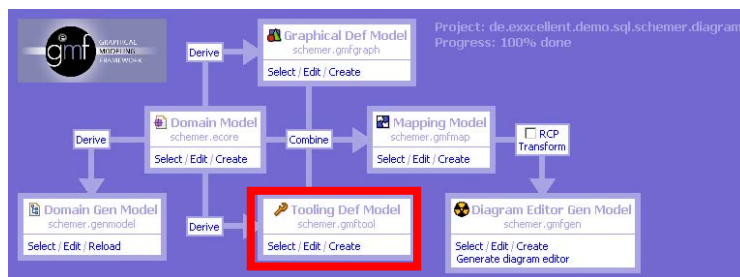 gmf
GRAPHICAL
MODELING
FRAMEWORK
Derive
Graphical Def Model
schemer.gmfgraph
Select / Edit / Create
Project: de.exxcellent.demo.sql.schemer.diagram
Progress: 100% done
Derive
Domain Model
schemer.ecore
Select / Edit / Create
Combine
Mapping Model
schemer.gmfmap
Select / Edit / Create
RCP
Transform
Domain Gen Model
schemer.genmodel
Select / Edit / Reload
Derive
Tooling Def Model
schemer.gmftool
Select / Edit / Create
Diagram Editor Gen Model
schemer.gmfgen
Select / Edit / Create
Generate diagram editor